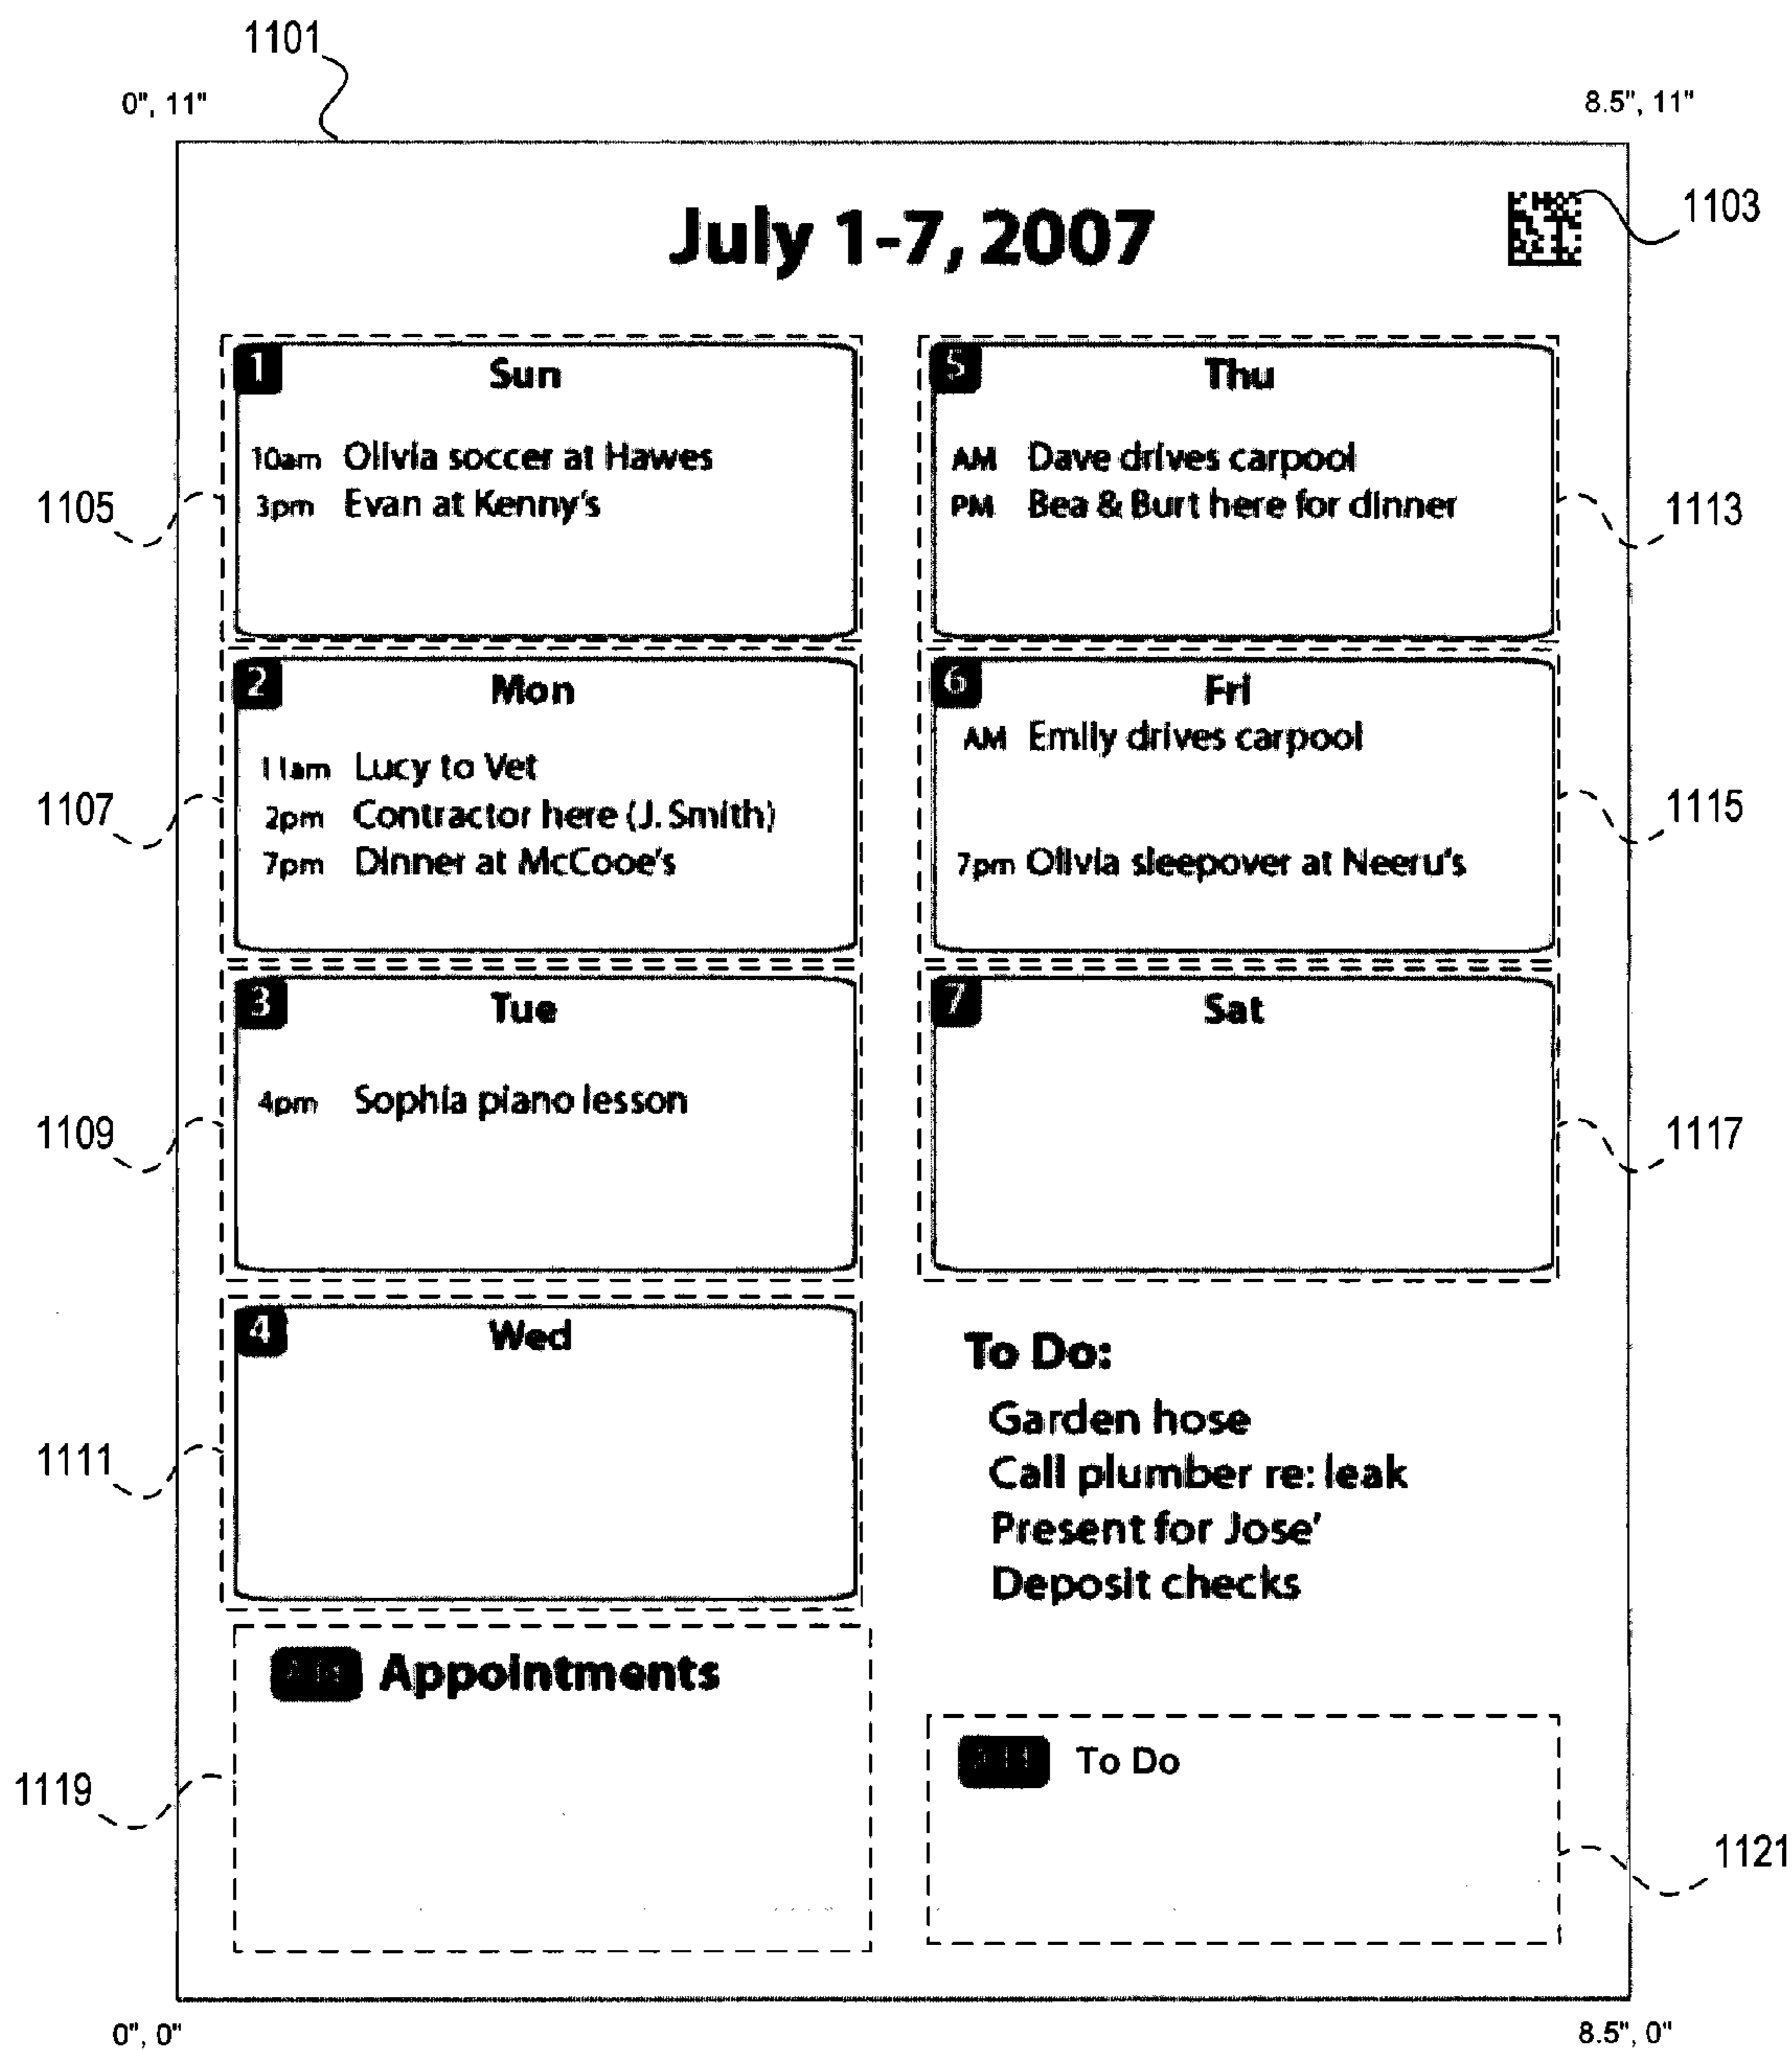 1101
0", 11"
8.5", 11"
July 1-7, 2007
1103
1 Sun
10am Olivia soccer at Hawes
3pm Evan at Kenny's
1105
2 Mon
11am Lucy to Vet
2pm Contractor here (J. Smith)
7pm Dinner at McCooe's
1107
3 Tue
4pm Sophia piano lesson
1109
4 Wed
1111
Appointments
1119
5 Thu
AM Dave drives carpool
PM Bea & Burt here for dinner
1113
6 Fri
AM Emily drives carpool
7pm Olivia sleepover at Neeru's
1115
7 Sat
1117
To Do:
Garden hose
Call plumber re: leak
Present for Jose'
Deposit checks
To Do
1121
0", 0"
8.5", 0"